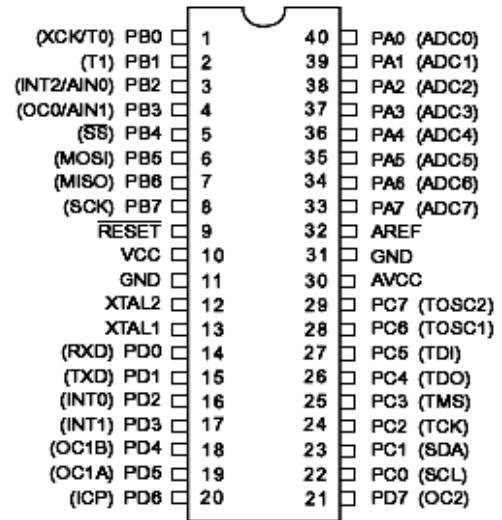 (XCK/T0) PB0 1 40 PA0 (ADC0)
(T1) PB1 2 39 PA1 (ADC1)
(INT2/AIN0) PB2 3 38 PA2 (ADC2)
(OC0/AIN1) PB3 4 37 PA3 (ADC3)
(SS) PB4 5 36 PA4 (ADC4)
(MOSI) PB5 6 35 PA5 (ADC5)
(MISO) PB6 7 34 PA6 (ADC6)
(SCK) PB7 8 33 PA7 (ADC7)
RESET 9 32 AREF
VCC 10 31 GND
GND 11 30 AVCC
XTAL2 12 29 PC7 (TOSC2)
XTAL1 13 28 PC6 (TOSC1)
(RXD) PD0 14 27 PC5 (TDI)
(TXD) PD1 15 26 PC4 (TDO)
(INT0) PD2 16 25 PC3 (TMS)
(INT1) PD3 17 24 PC2 (TCK)
(OC1B) PD4 18 23 PC1 (SDA)
(OC1A) PD5 19 22 PC0 (SCL)
(ICP) PD6 20 21 PD7 (OC2)